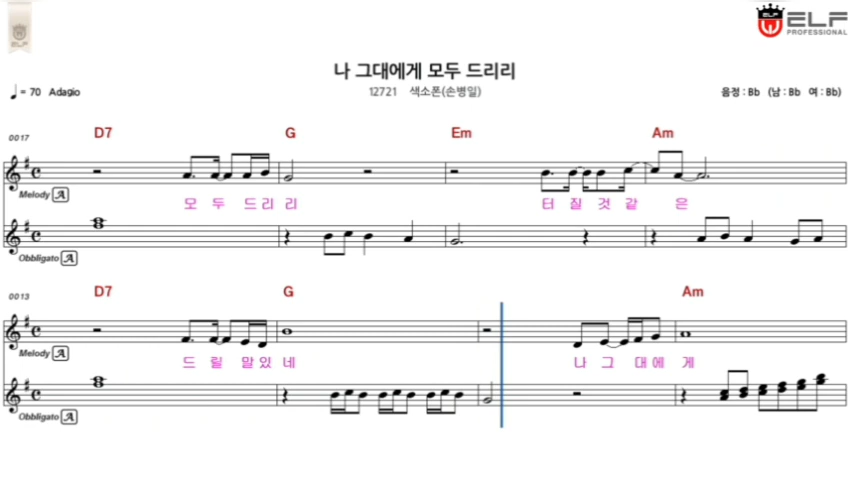 ELF
ELF
PROFESSIONAL
나 그대에게 모두 드리리
♩= 70 Adagio
12721 색소폰(손병일)
음정 : Bb (남 : Bb 여 : Bb)
0017
D7 G Em Am
Melody A
모 두 드 리 리 터 질 것 같 은
Obbligato A
0013
D7 G Am
Melody A
드 릴 말 있 네 나 그 대 에 게
Obbligato A